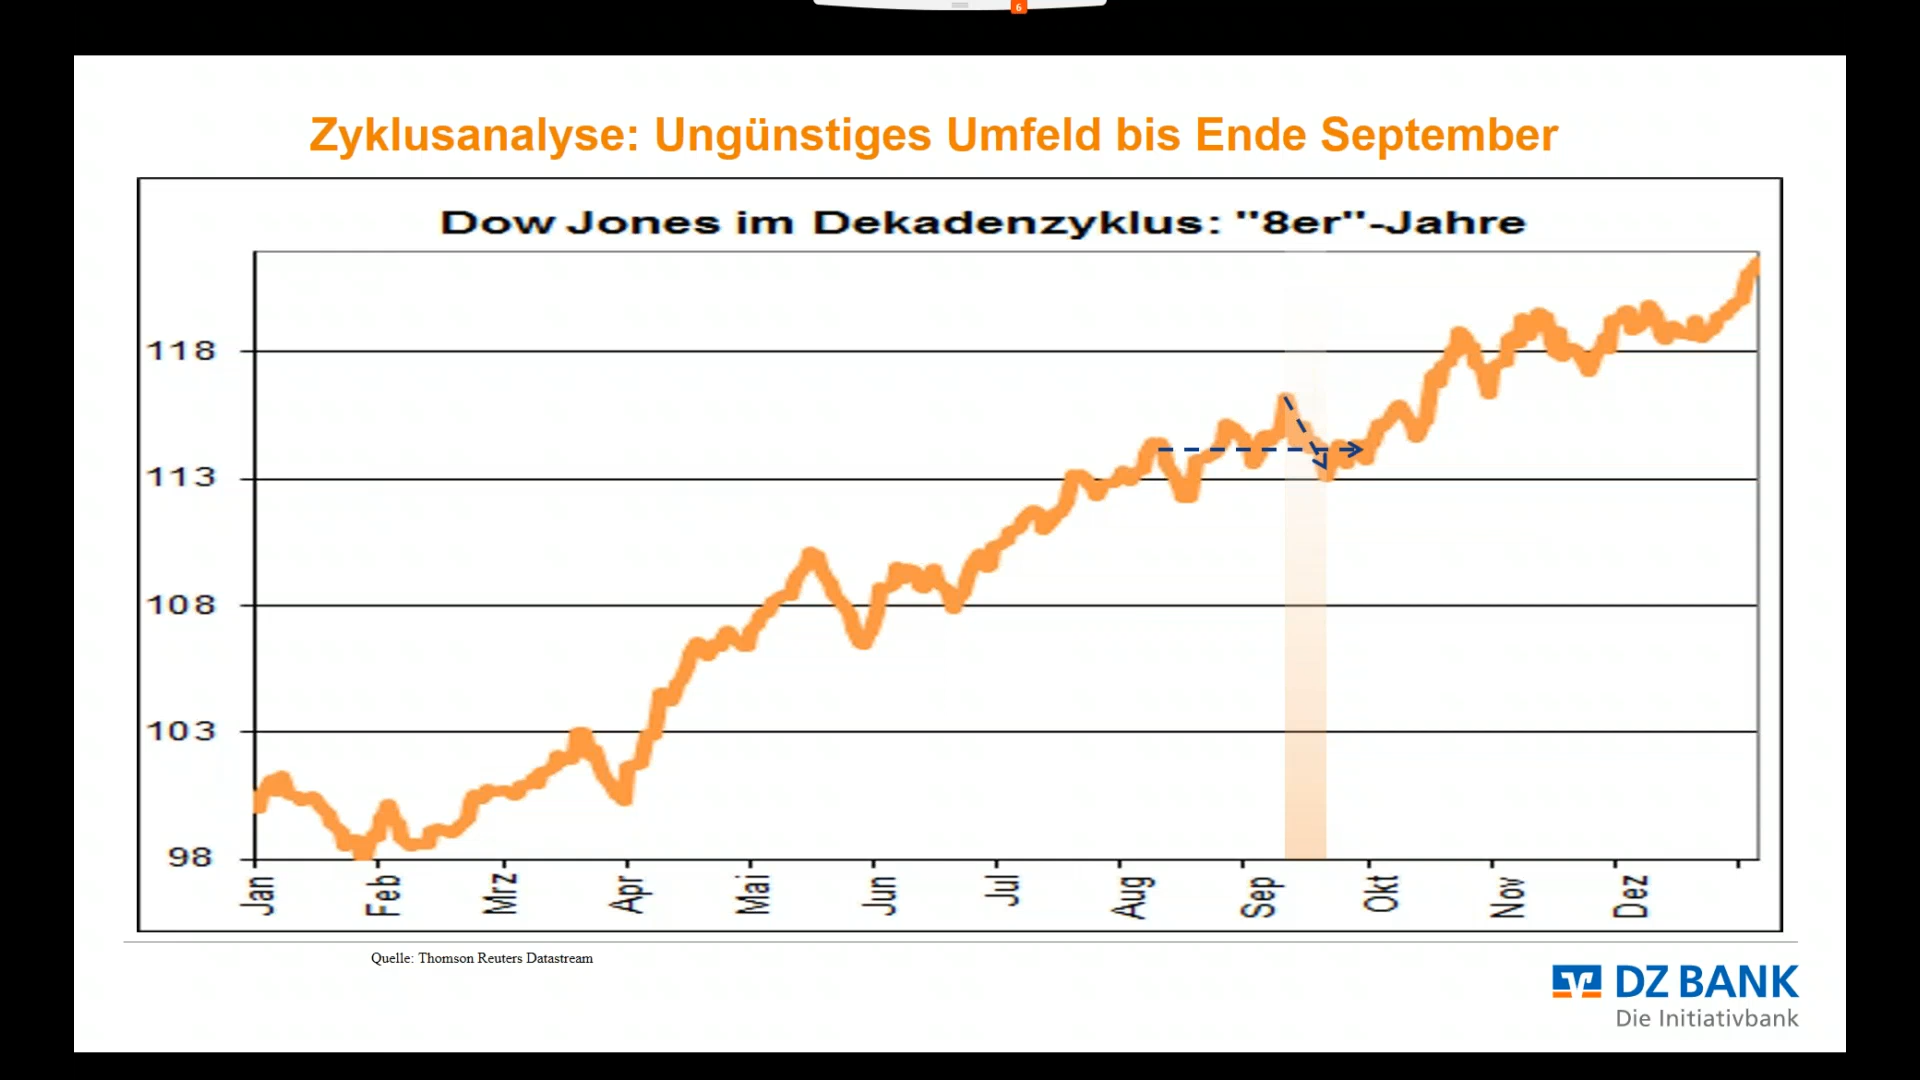 6
Zyklusanalyse: Ungünstiges Umfeld bis Ende September
Dow Jones im Dekadenzyklus: "8er"-Jahre
118
113
108
103
98
Jan
Feb
Mrz
Apr
Mai
Jun
Jul
Aug
Sep
Okt
Nov
Dez
Quelle: Thomson Reuters Datastream
DZ BANK
Die Initiativbank